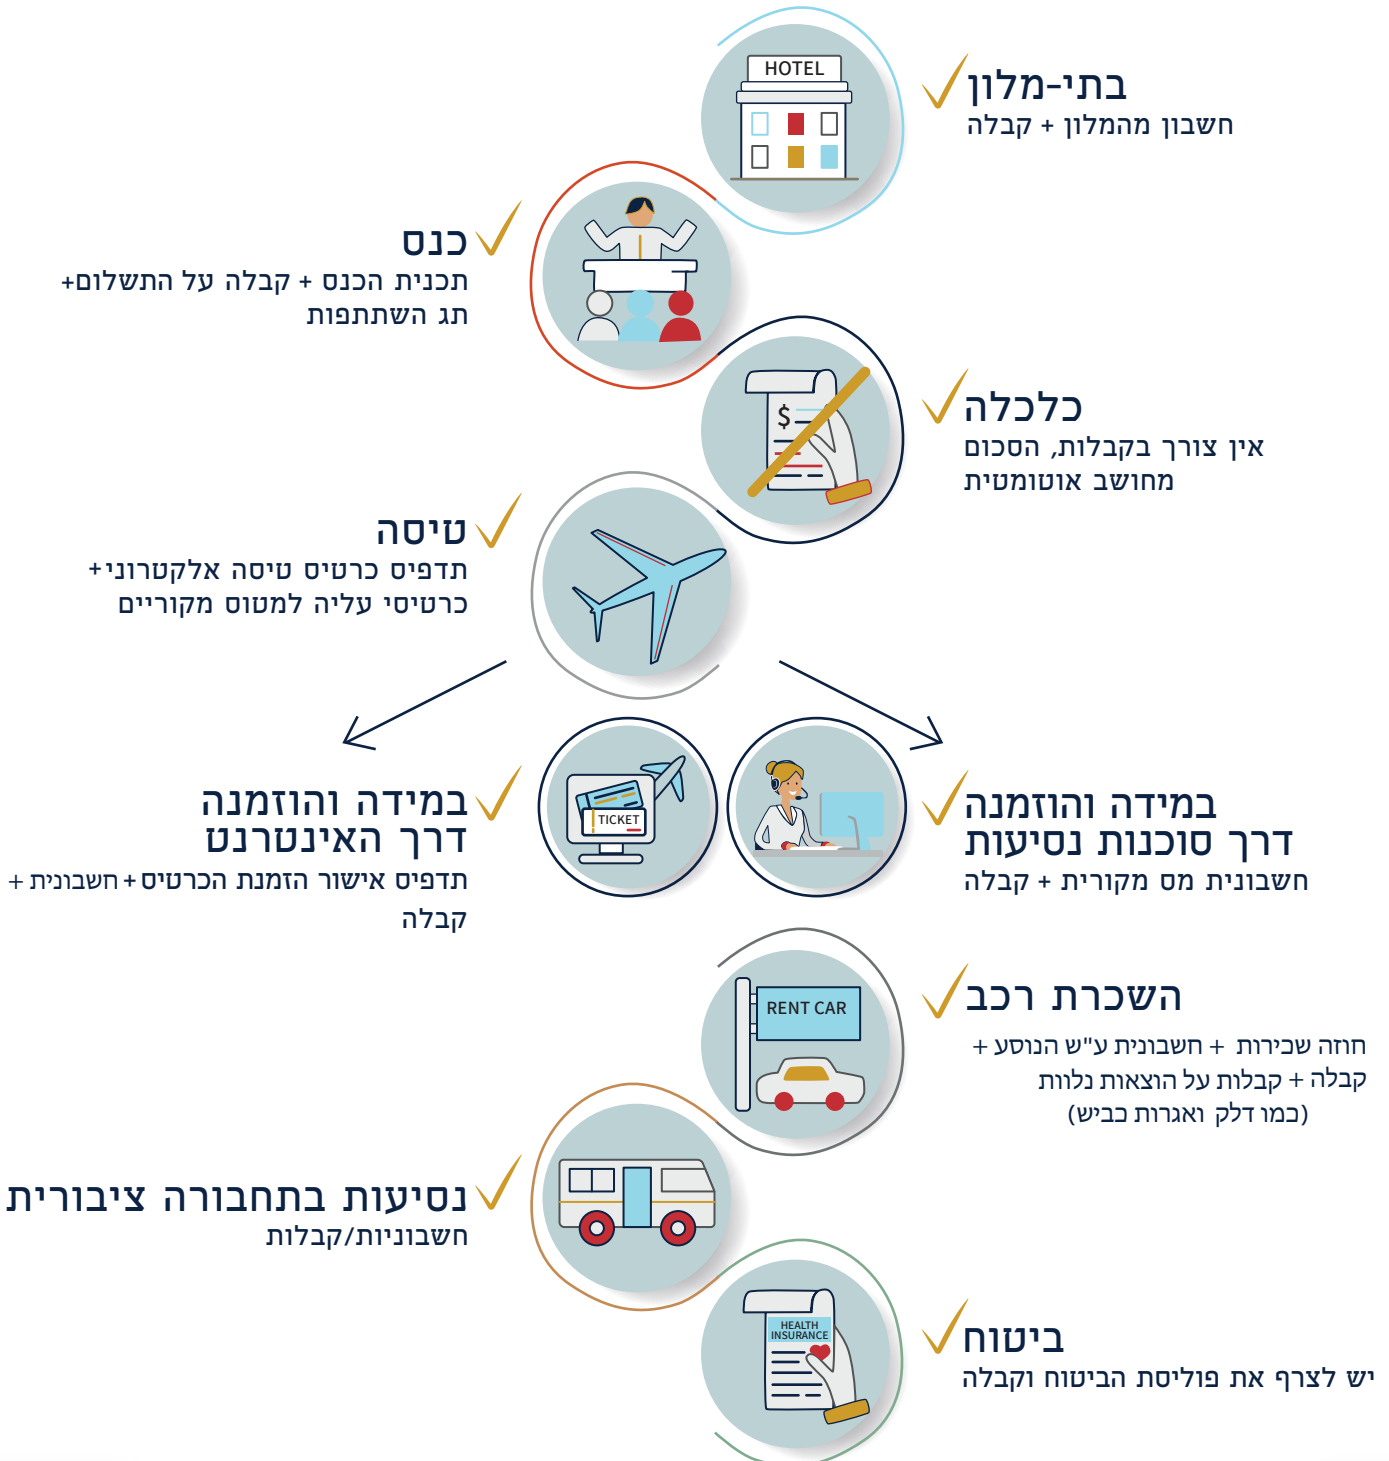 HOTEL
בתי-מלון
חשבון מהמלון + קבלה
כנס
תכנית הכנס + קבלה על התשלום+
תג השתתפות
$
כלכלה
אין צורך בקבלות, הסכום
מחושב אוטומטית
טיסה
תדפיס כרטיס טיסה אלקטרוני+
כרטיסי עליה למטוס מקוריים
במידה והוזמנה
דרך סוכנות נסיעות
חשבונית מס מקורית + קבלה
TICKET
במידה והוזמנה
דרך האינטרנט
תדפיס אישור הזמנת הכרטיס + חשבונית +
קבלה
RENT CAR
השכרת רכב
חוזה שכירות + חשבונית ע"ש הנוסע +
קבלה + קבלות על הוצאות נלוות
(כמו דלק ואגרות כביש)
נסיעות בתחבורה ציבורית
חשבוניות/קבלות
HEALTH
INSURANCE
ביטוח
יש לצרף את פוליסת הביטוח וקבלה